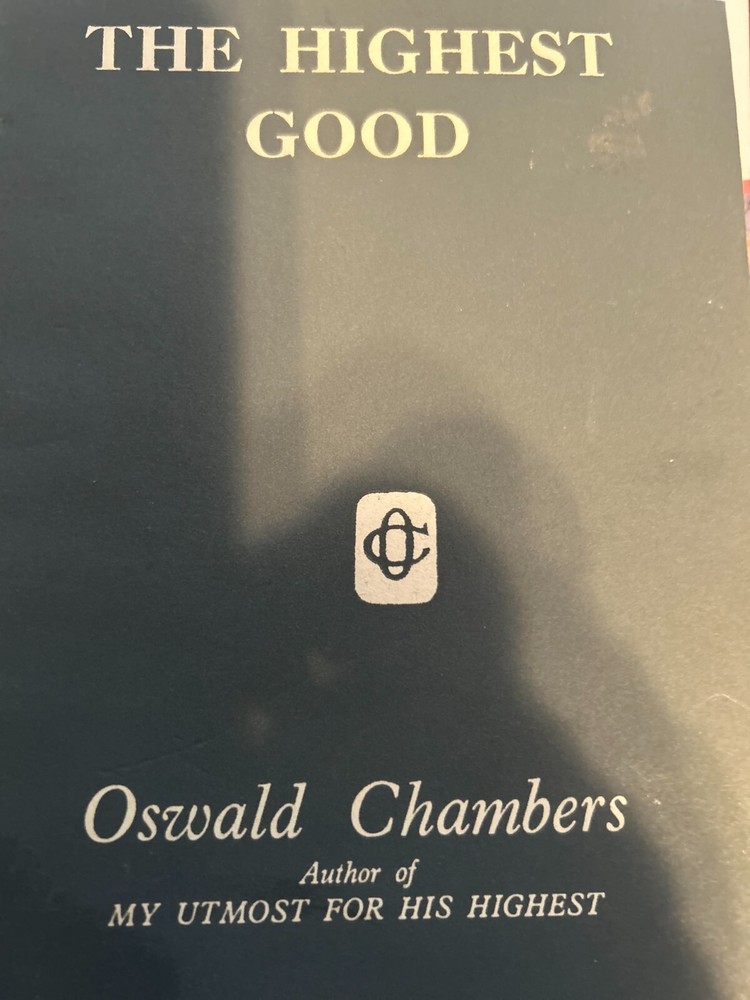 THE HIGHEST
GOOD
OC
Oswald Chambers
Author of
MY UTMOST FOR HIS HIGHEST